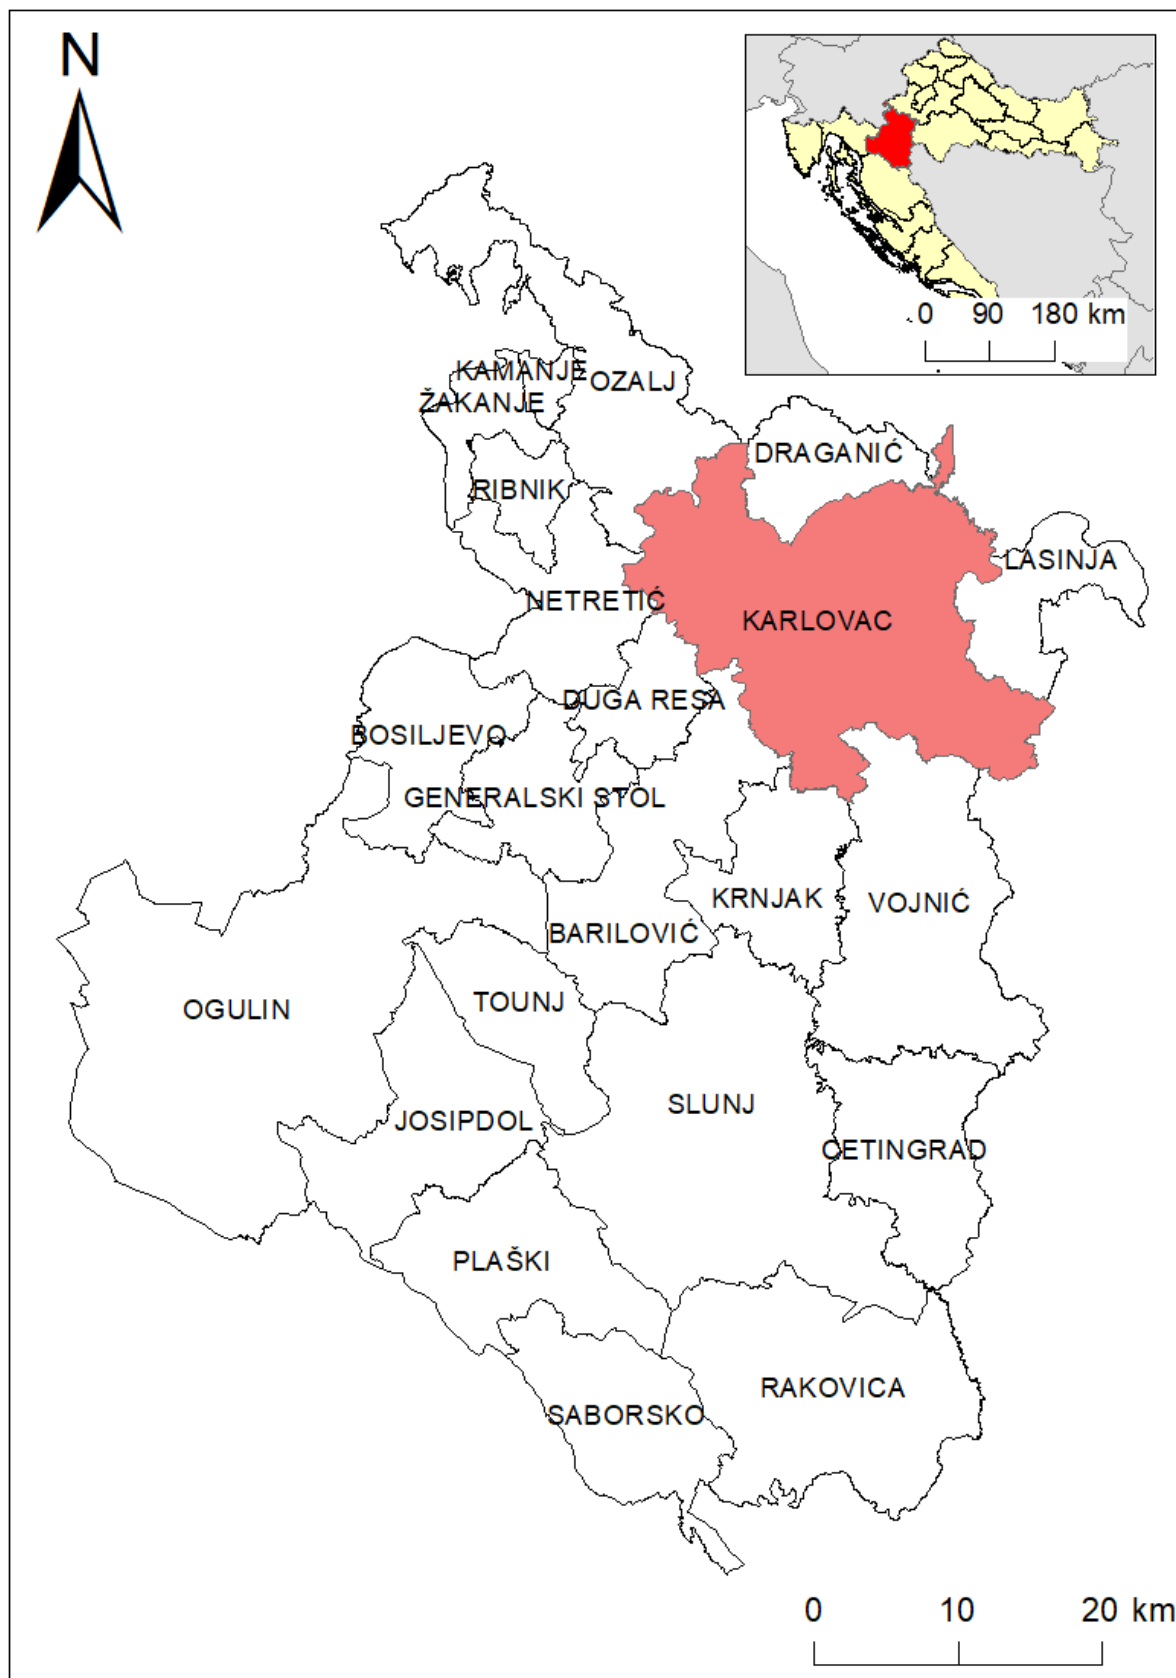 N
0 90 180 km
KAMANJE
OZALJ
ŽAKANJE
DRAGANIĆ
RIBNIK
LASINJA
NETRETIĆ
KARLOVAC
DUGA RESA
BOSILJEVO
GENERALSKI STOL
KRNJAK
VOJNIĆ
BARILOVIĆ
OGULIN
TOUNJ
SLUNJ
JOSIPDOL
CETINGRAD
PLAŠKI
RAKOVICA
SABORSKO
0 10 20 km